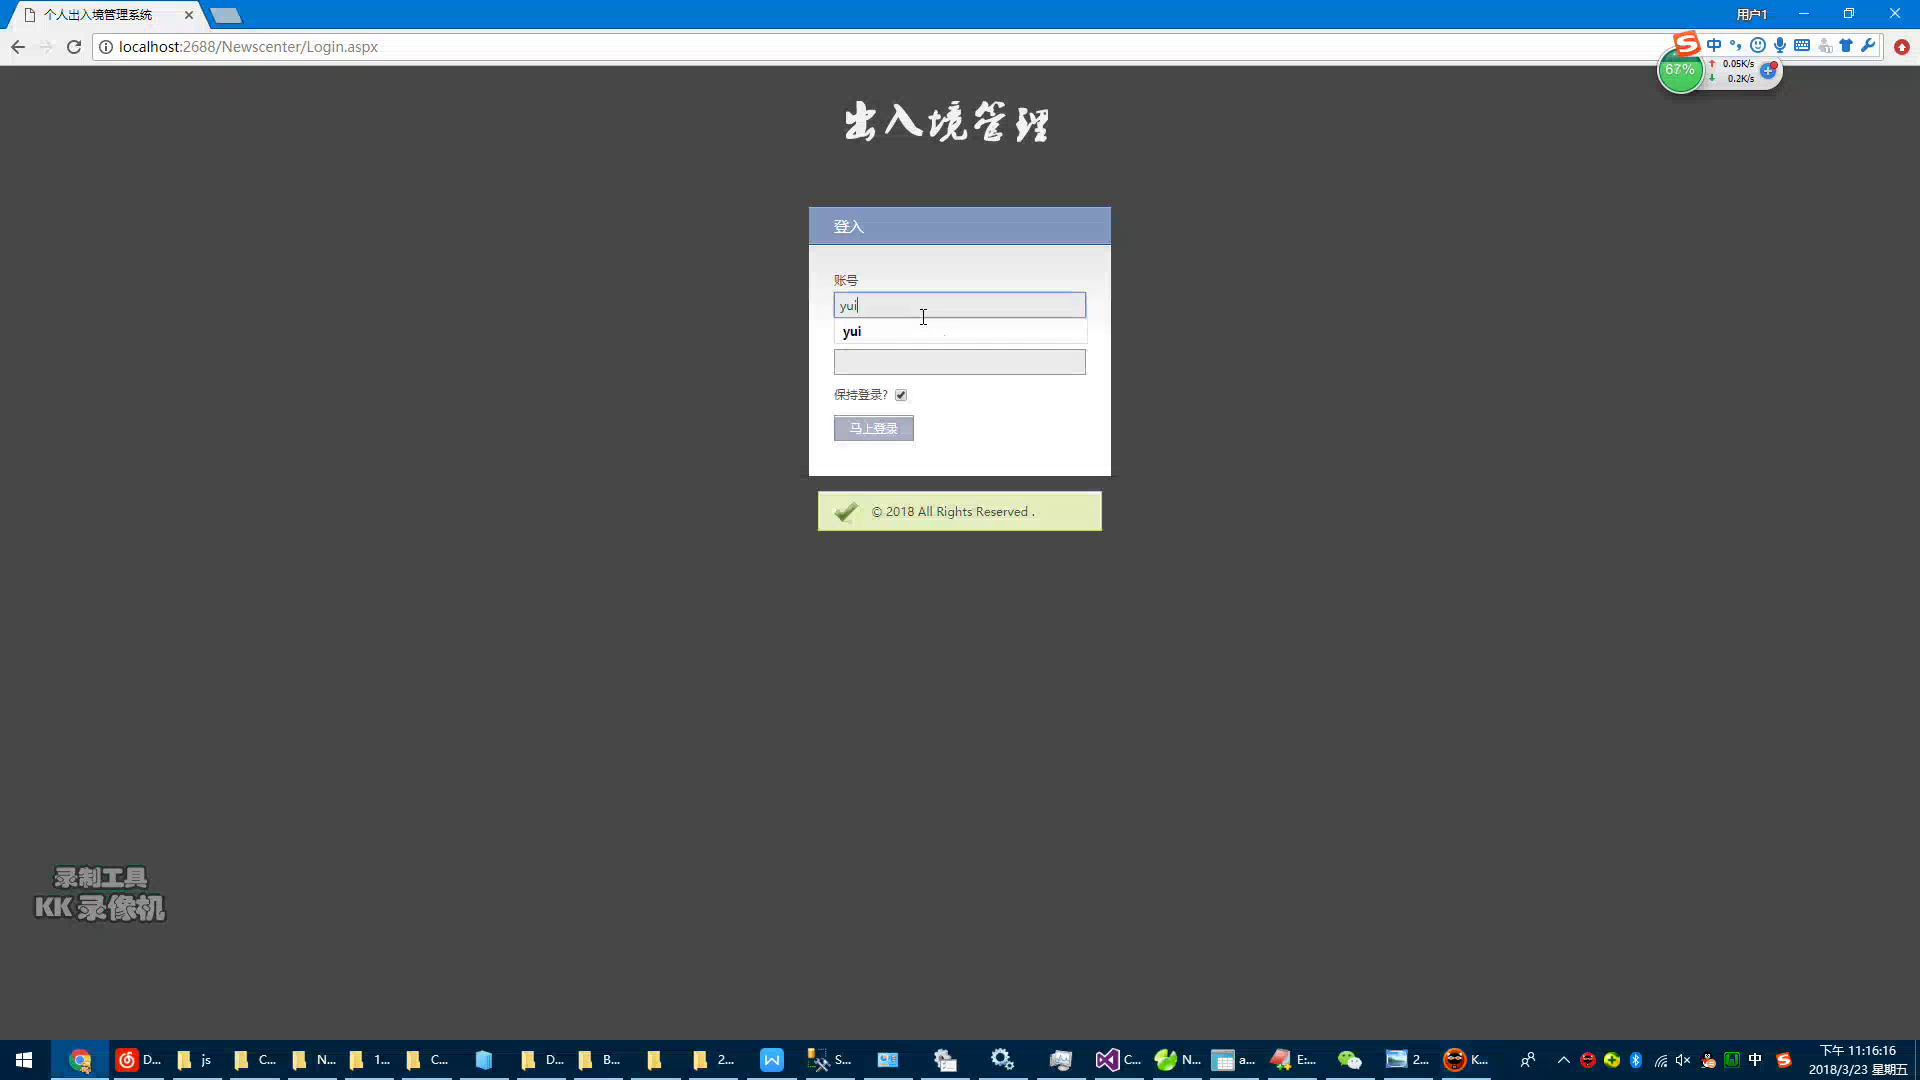 个人出入境管理系统
用户1
localhost:2688/Newscenter/Login.aspx
中
67%
0.05K/s
0.2K/s
出入境管理
登入
账号
yui
yui
保持登录?
马上登录
© 2018 All Rights Reserved .
录制工具
KK 录像机
D...
js
C...
N...
1...
C...
D...
B...
2...
S...
C...
N...
a...
E:...
2...
K...
中
下午 11:16:16
2018/3/23 星期五